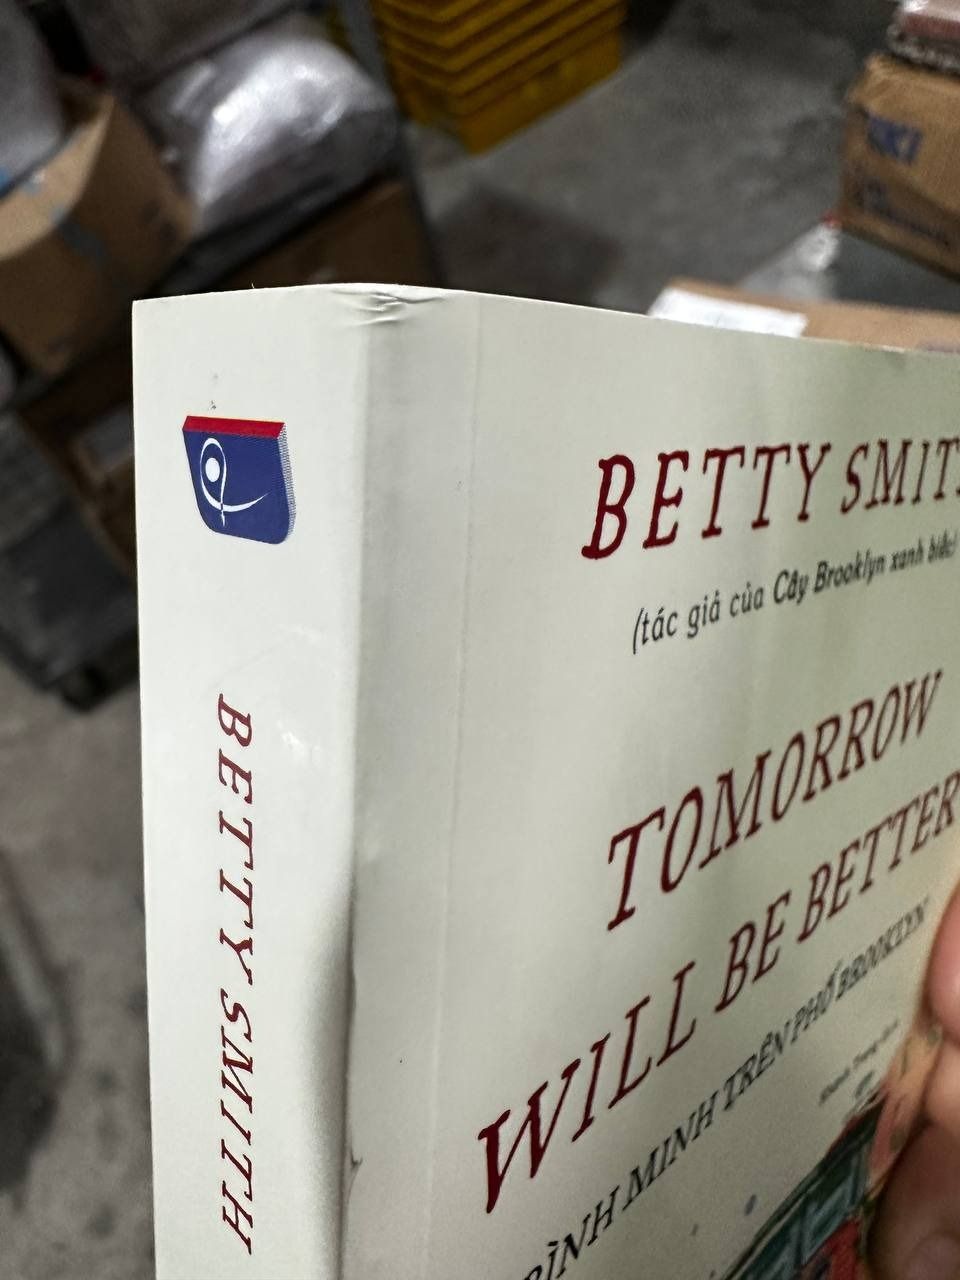 BETTY SMITH
BETTY SMIT
(tác giả của Cây Brooklyn xanh biếc)
TOMORROW
WILL BE BETTER
BÌNH MINH TRÊN PHỐ BROOKLYN